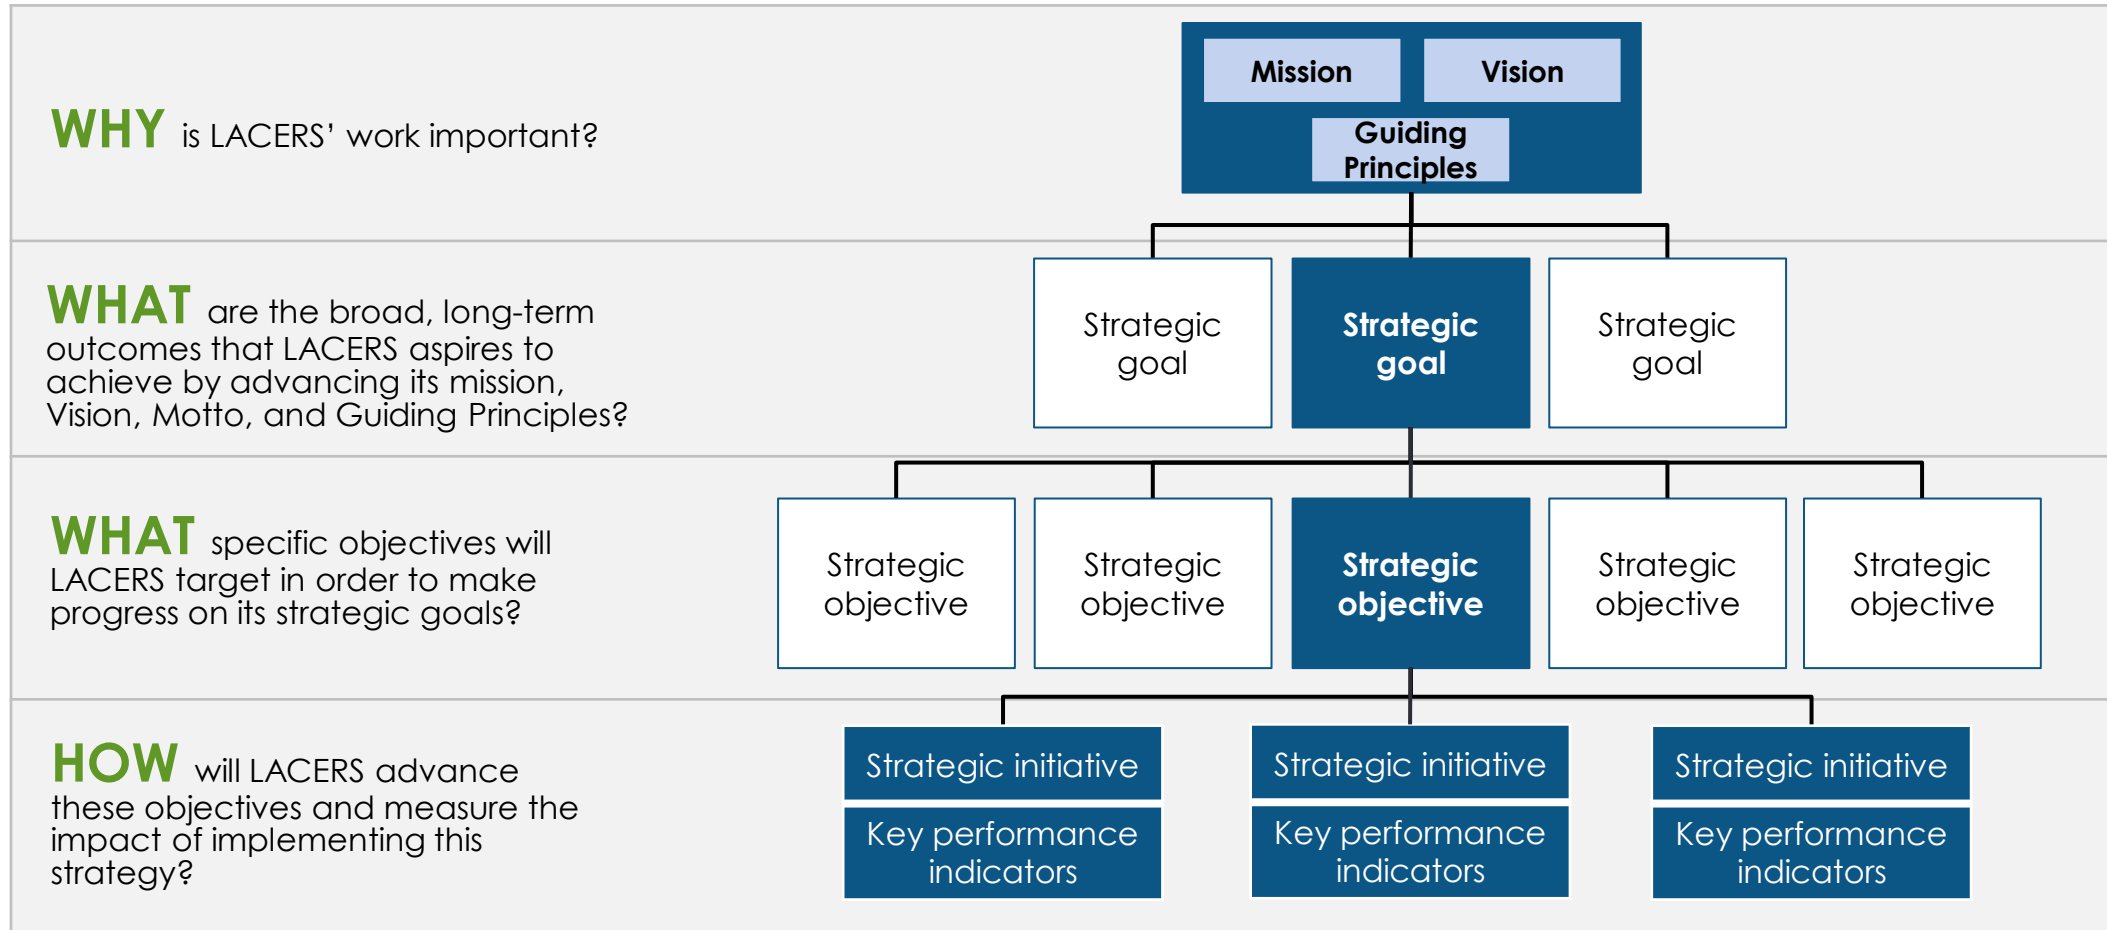 WHY is LACERS’ work important?
Mission
Vision
Guiding
Principles
WHAT are the broad, long-term
outcomes that LACERS aspires to
achieve by advancing its mission,
Vision, Motto, and Guiding Principles?
Strategic
goal
Strategic
goal
Strategic
goal
WHAT specific objectives will
LACERS target in order to make
progress on its strategic goals?
Strategic
objective
Strategic
objective
Strategic
objective
Strategic
objective
Strategic
objective
HOW will LACERS advance
these objectives and measure the
impact of implementing this
strategy?
Strategic initiative
Key performance
indicators
Strategic initiative
Key performance
indicators
Strategic initiative
Key performance
indicators